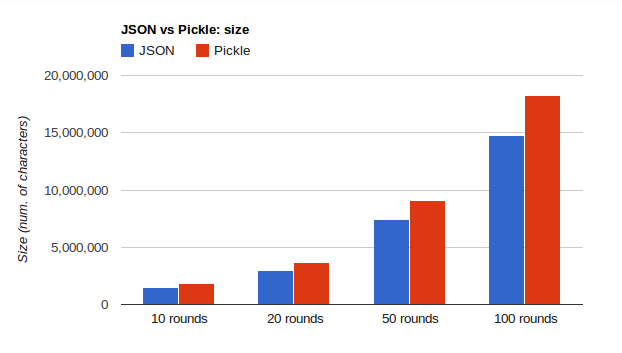 JSON vs Pickle: size
JSON Pickle
20,000,000
15,000,000
10,000,000
5,000,000
0
Size (num. of characters)
10 rounds 20 rounds 50 rounds 100 rounds